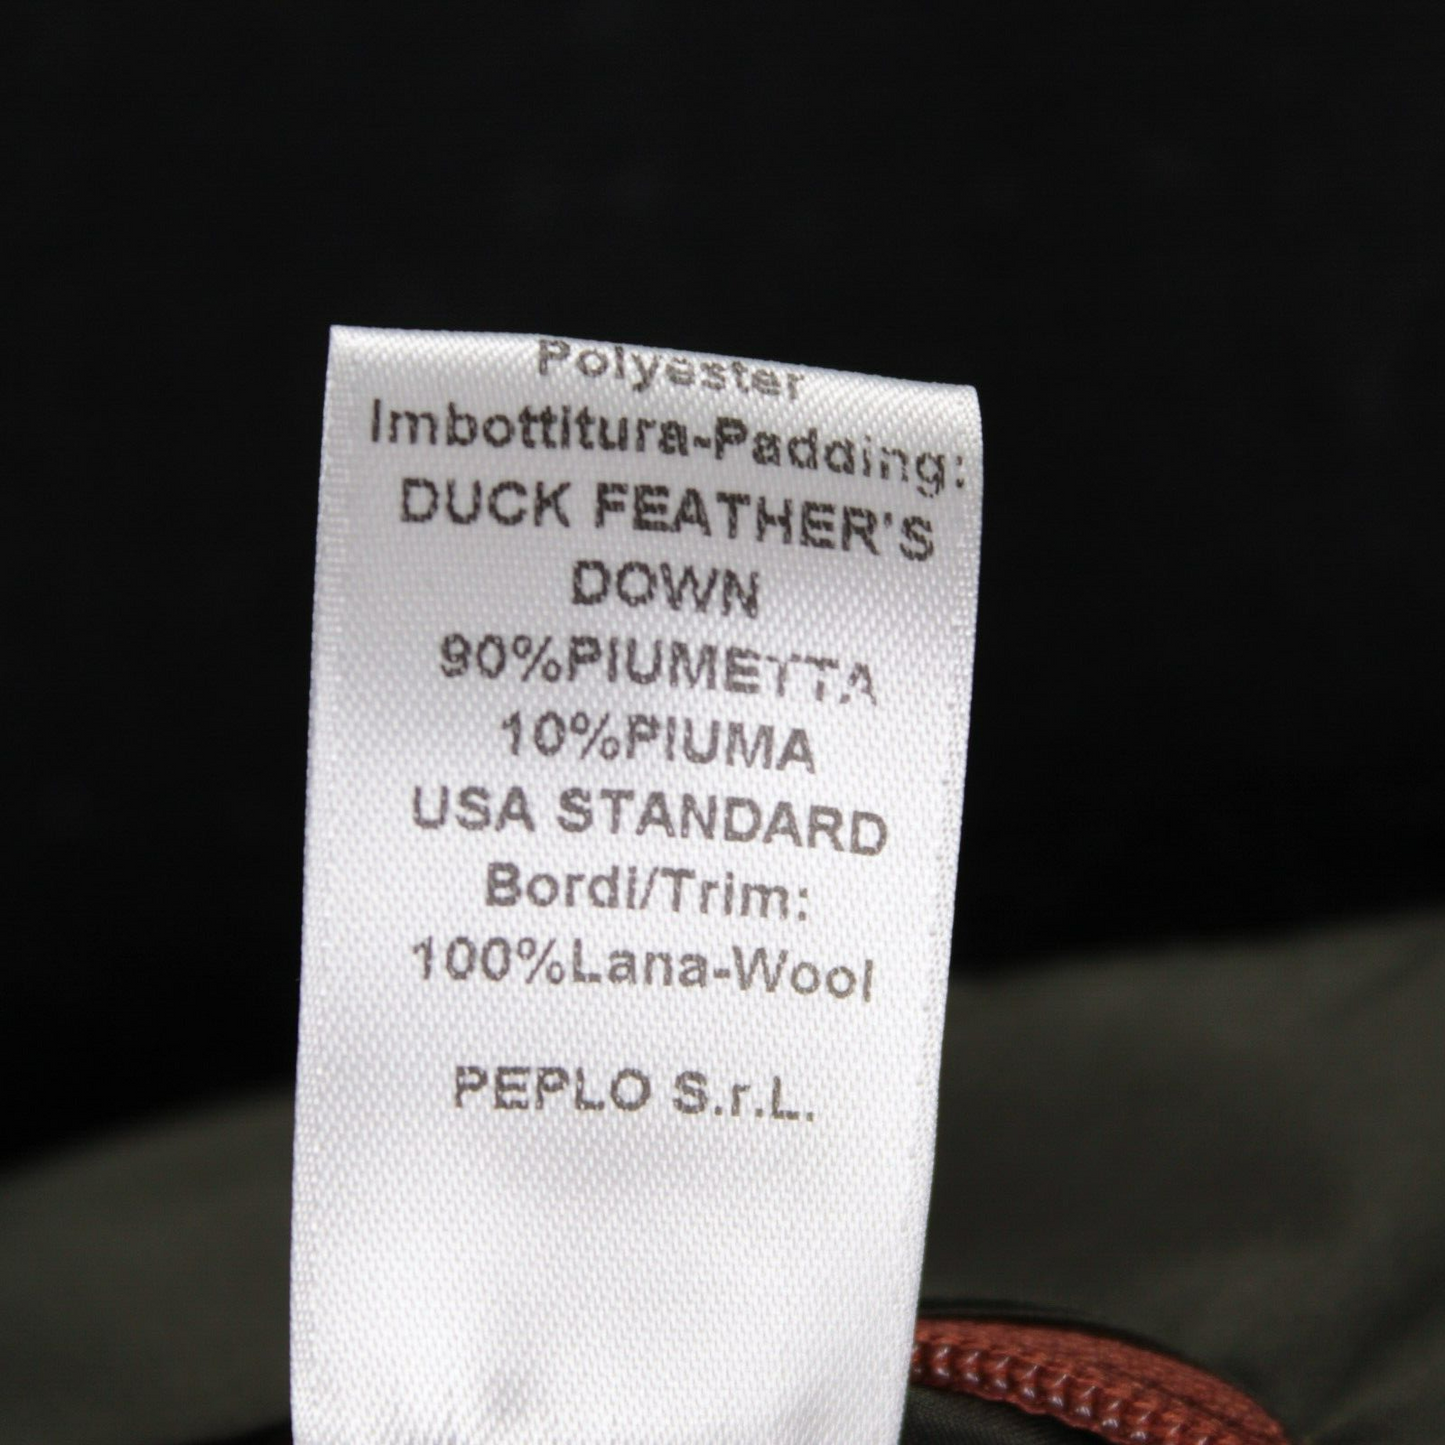 Polyester
Imbottitura-Padding:
DUCK FEATHER'S
DOWN
90%PIUMETTA
10%PIUMA
USA STANDARD
Bordi/Trim:
100%Lana-Wool
PEPLO S.r.L.